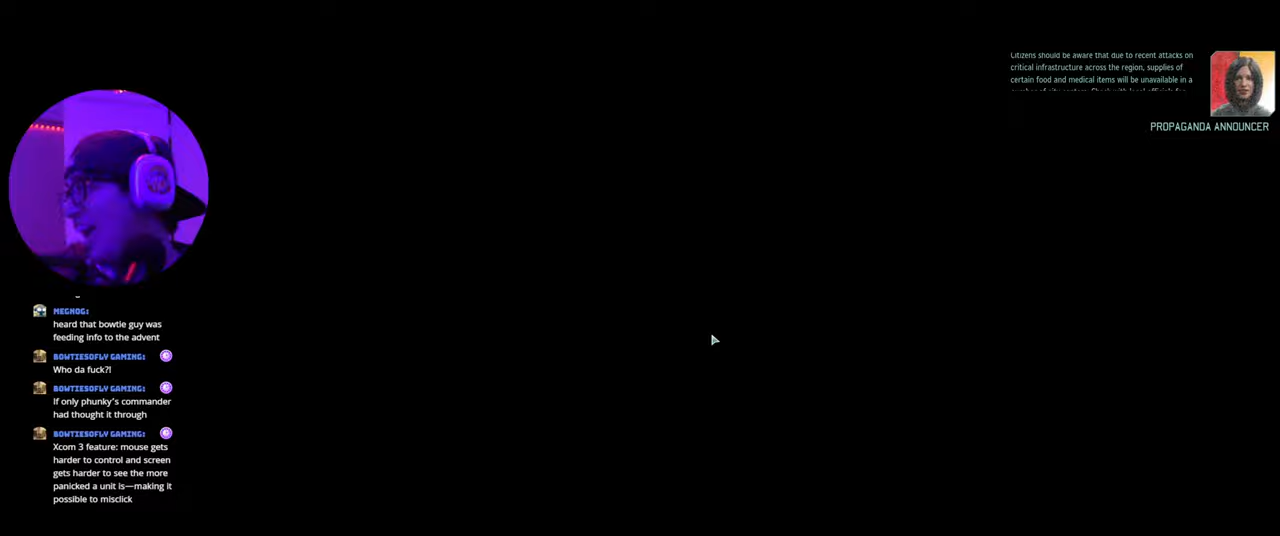 Citizens should be aware that due to recent attacks on
critical infrastructure across the region, supplies of
certain food and medical items will be unavailable in a
PROPAGANDA ANNOUNCER
MEGNOG:
heard that bowtie guy was
feeding info to the advent
BOWTIESOFLY GAMING:
Who da fuck?!
BOWTIESOFLY GAMING:
If only phunky's commander
had thought it through
BOWTIESOFLY GAMING:
Xcom 3 feature: mouse gets
harder to control and screen
gets harder to see the more
panicked a unit is—making it
possible to misclick